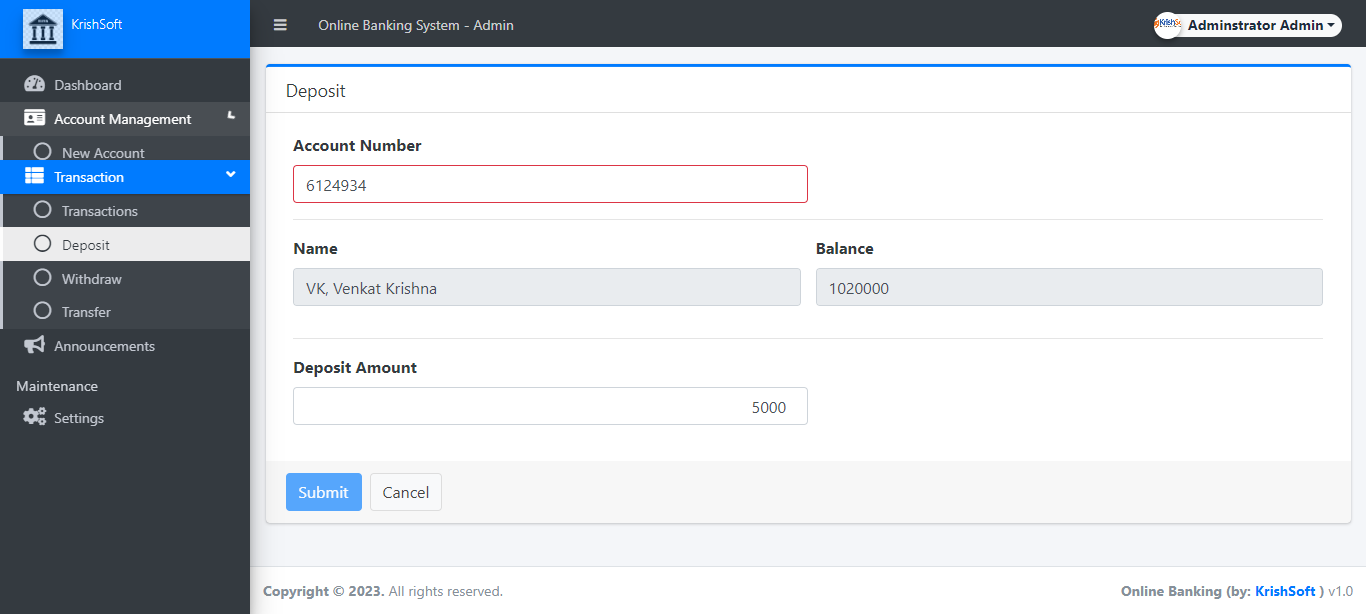 KrishSoft
Online Banking System - Admin
Adminstrator Admin
Dashboard
Account Management
New Account
Transaction
Transactions
Deposit
Withdraw
Transfer
Announcements
Maintenance
Settings
Deposit
Account Number
6124934
Name
Balance
VK, Venkat Krishna
1020000
Deposit Amount
5000
Submit
Cancel
Copyright © 2023. All rights reserved.
Online Banking (by: KrishSoft ) v1.0